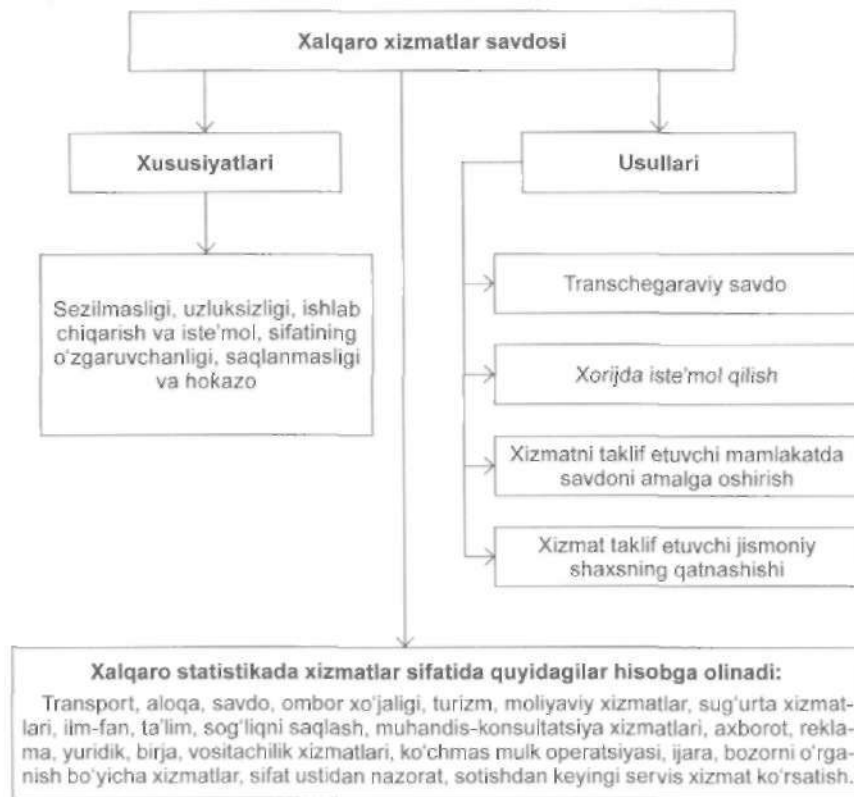 Xalqaro xizmatlar savdosi
Xususiyatlari
Usullari
Sezilmasligi, uzluksizligi, ishlab
chiqarish va iste'mol, sifatining
o'zgaruvchanligi, saqlanmasligi
va hokazo
Transchegaraviy savdo
Xorijda iste'mol qilish
Xizmatni taklif etuvchi mamlakatda
savdoni amalga oshirish
Xizmat taklif etuvchi jismoniy
shaxsning qatnashishi
Xalqaro statistikada xizmatlar sifatida quyidagilar hisobga olinadi:
Transport, aloqa, savdo, ombor xo'jaligi, turizm, moliyaviy xizmatlar, sug'urta xizmat-
lari, ilm-fan, ta'lim, sog'liqni saqlash, muhandis-konsultatsiya xizmatlari, axborot, rekla-
ma, yuridik, birja, vositachilik xizmatlari, ko'chmas mulk operatsiyasi, ijara, bozorni o'rga-
nish bo'yicha xizmatlar, sifat ustidan nazorat, sotishdan keyingi servis xizmat ko'rsatish.